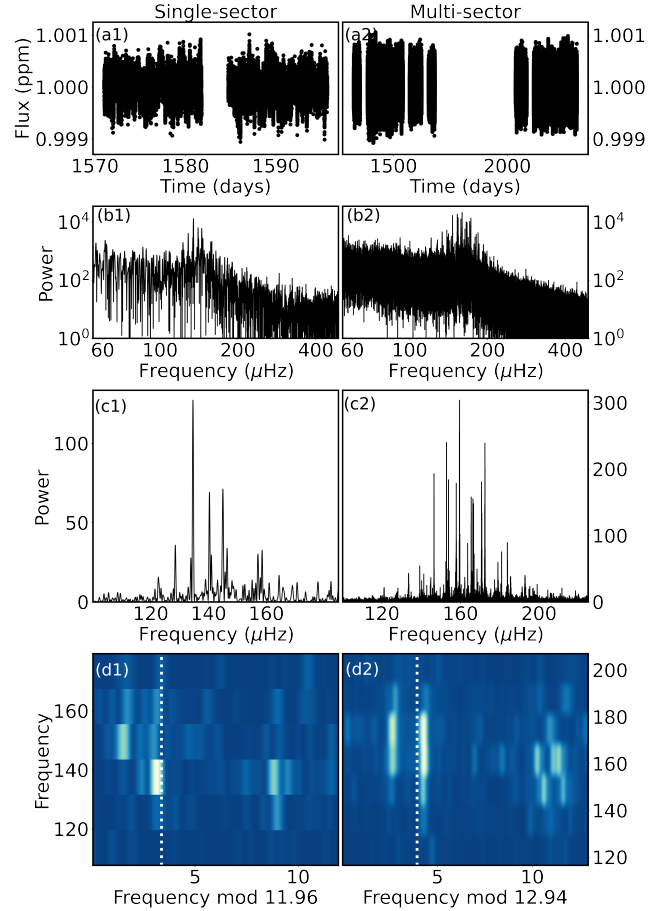 Single-sector Multi-sector
(a1) (a2)
Flux (ppm)
1.001 1.001
1.000 1.000
0.999 0.999
1570 1580 1590 1500 2000
Time (days) Time (days)
(b1) (b2)
Power
10^4 10^4
10^2 10^2
10^0 10^0
60 100 200 400 60 100 200 400
Frequency (μHz) Frequency (μHz)
(c1) (c2)
Power
100 300
50 200
0 100
0
120 140 160 120 160 200
Frequency (μHz) Frequency (μHz)
(d1) (d2)
Frequency
160 200
140 180
120 160
140
120
5 10 5 10
Frequency mod 11.96 Frequency mod 12.94